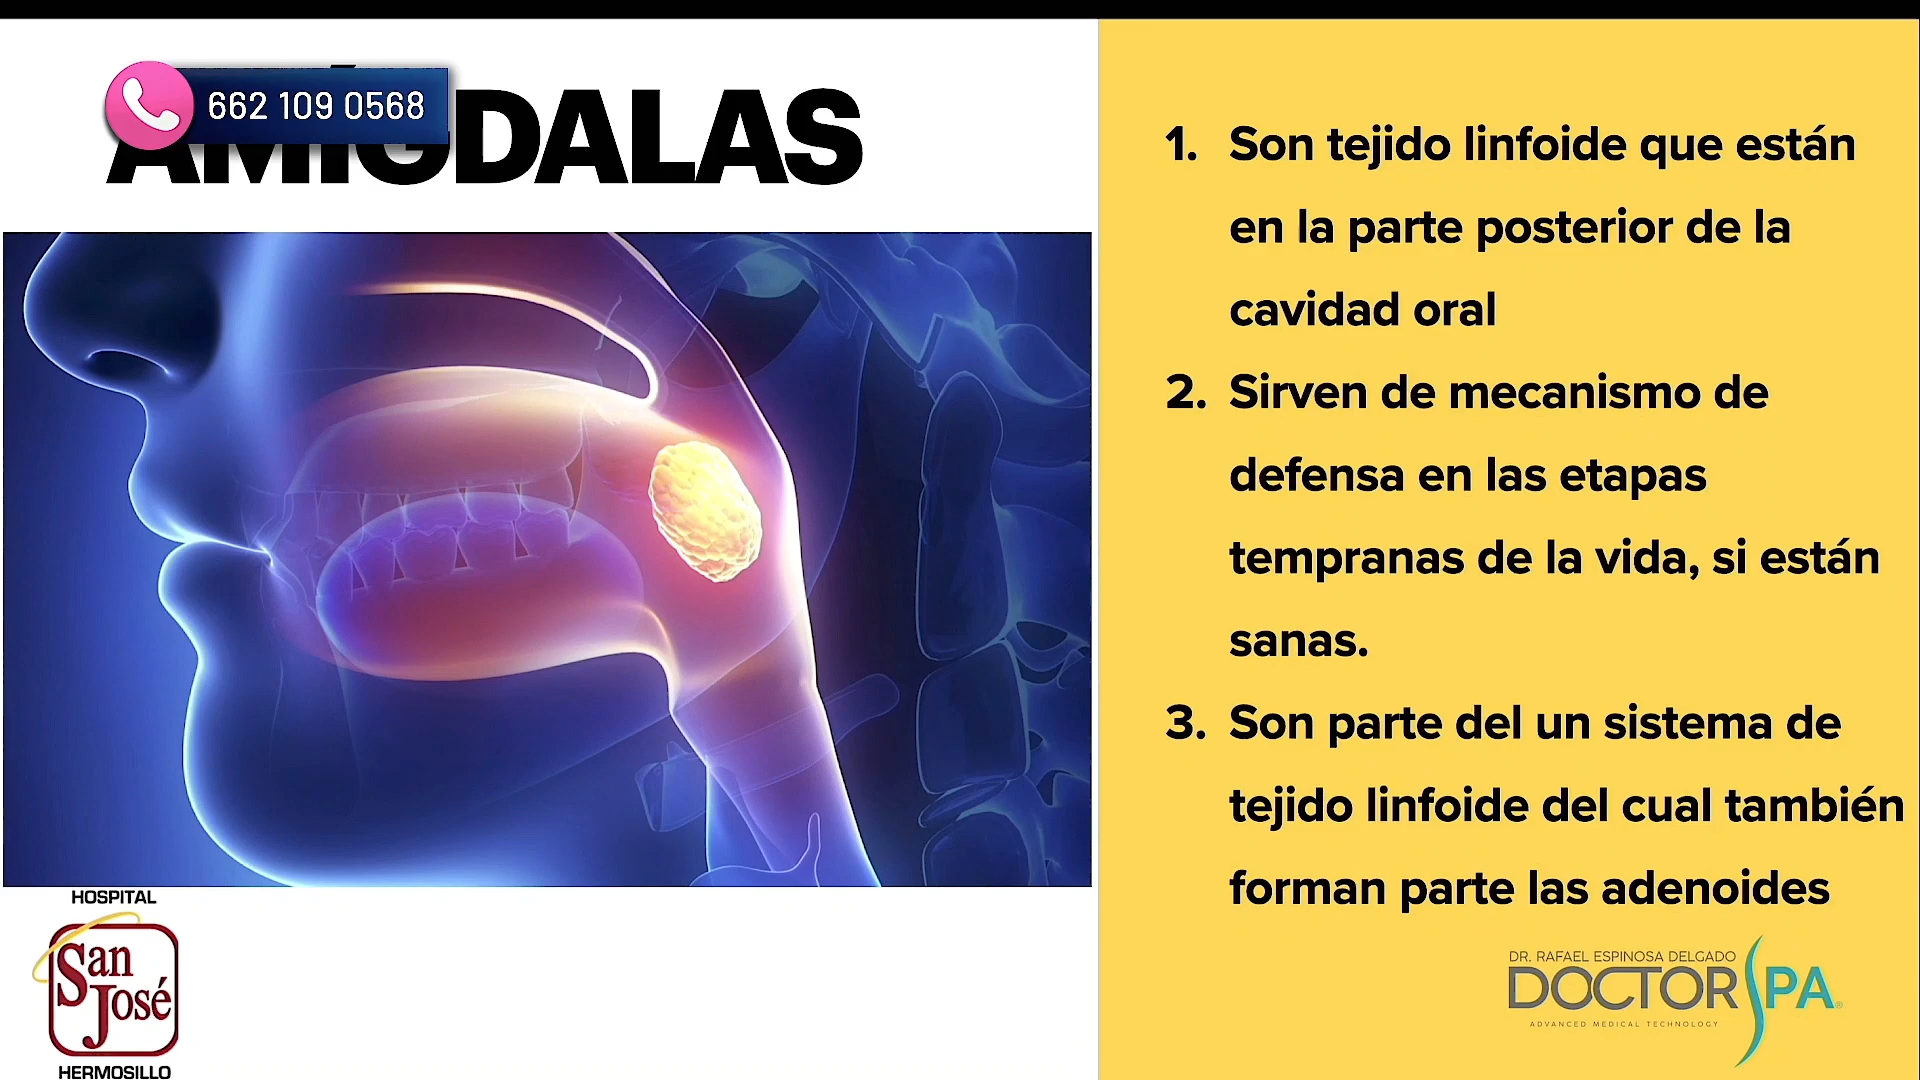 662 109 0568
AMÍGDALAS
1. Son tejido linfoide que están
en la parte posterior de la
cavidad oral
2. Sirven de mecanismo de
defensa en las etapas
tempranas de la vida, si están
sanas.
3. Son parte del un sistema de
tejido linfoide del cual también
forman parte las adenoides
HOSPITAL
San
José
HERMOSILLO
DR. RAFAEL ESPINOSA DELGADO
DOCTOR SPA®
ADVANCED MEDICAL TECHNOLOGY